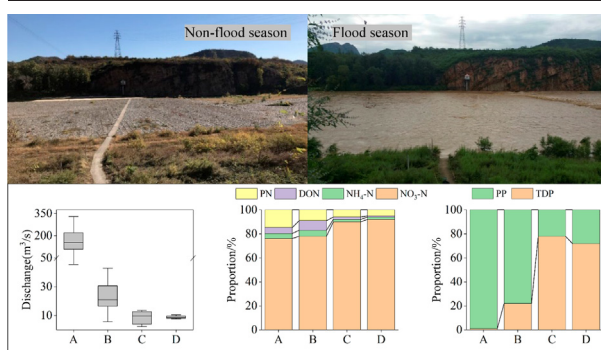 Non-flood season
Flood season
PN DON NH₄-N NO₃-N
PP TDP
Dischange(m³/s)
350
200
50
30
10
A B C D
Proportion/%
100
80
60
40
20
0
A B C D
Proportion/%
100
80
60
40
20
0
A B C D